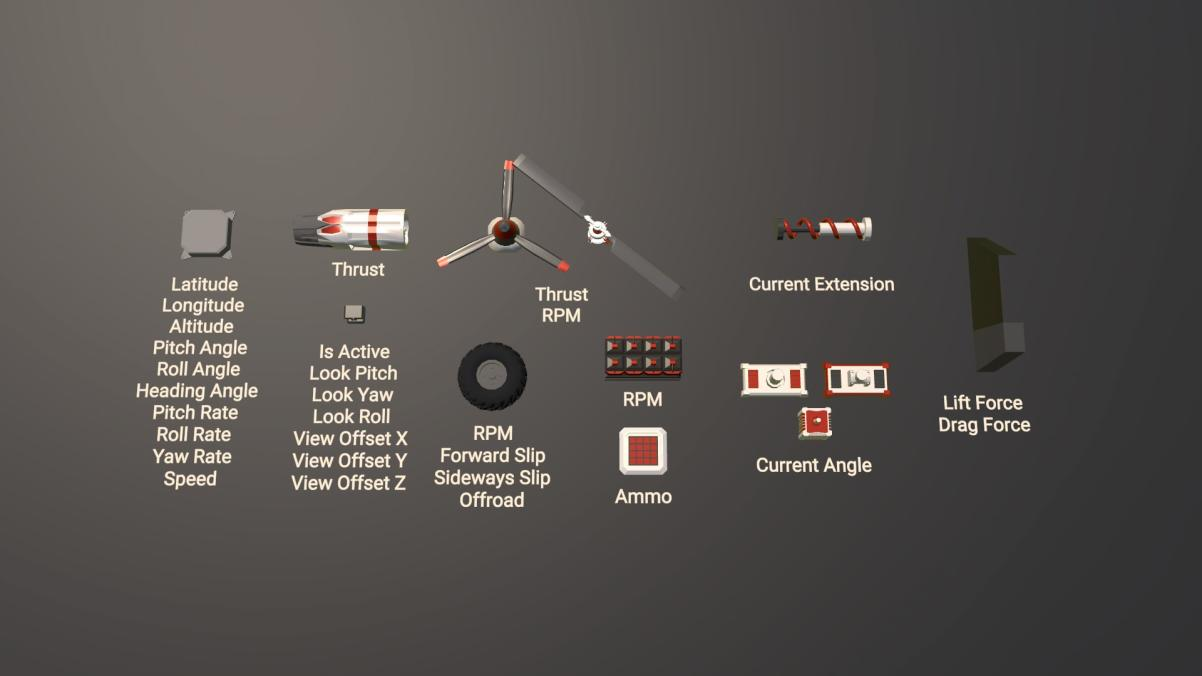 Latitude
Longitude
Altitude
Pitch Angle
Roll Angle
Heading Angle
Pitch Rate
Roll Rate
Yaw Rate
Speed
Thrust
Is Active
Look Pitch
Look Yaw
Look Roll
View Offset X
View Offset Y
View Offset Z
Thrust
RPM
RPM
Forward Slip
Sideways Slip
Offroad
RPM
Ammo
Current Extension
Current Angle
Lift Force
Drag Force